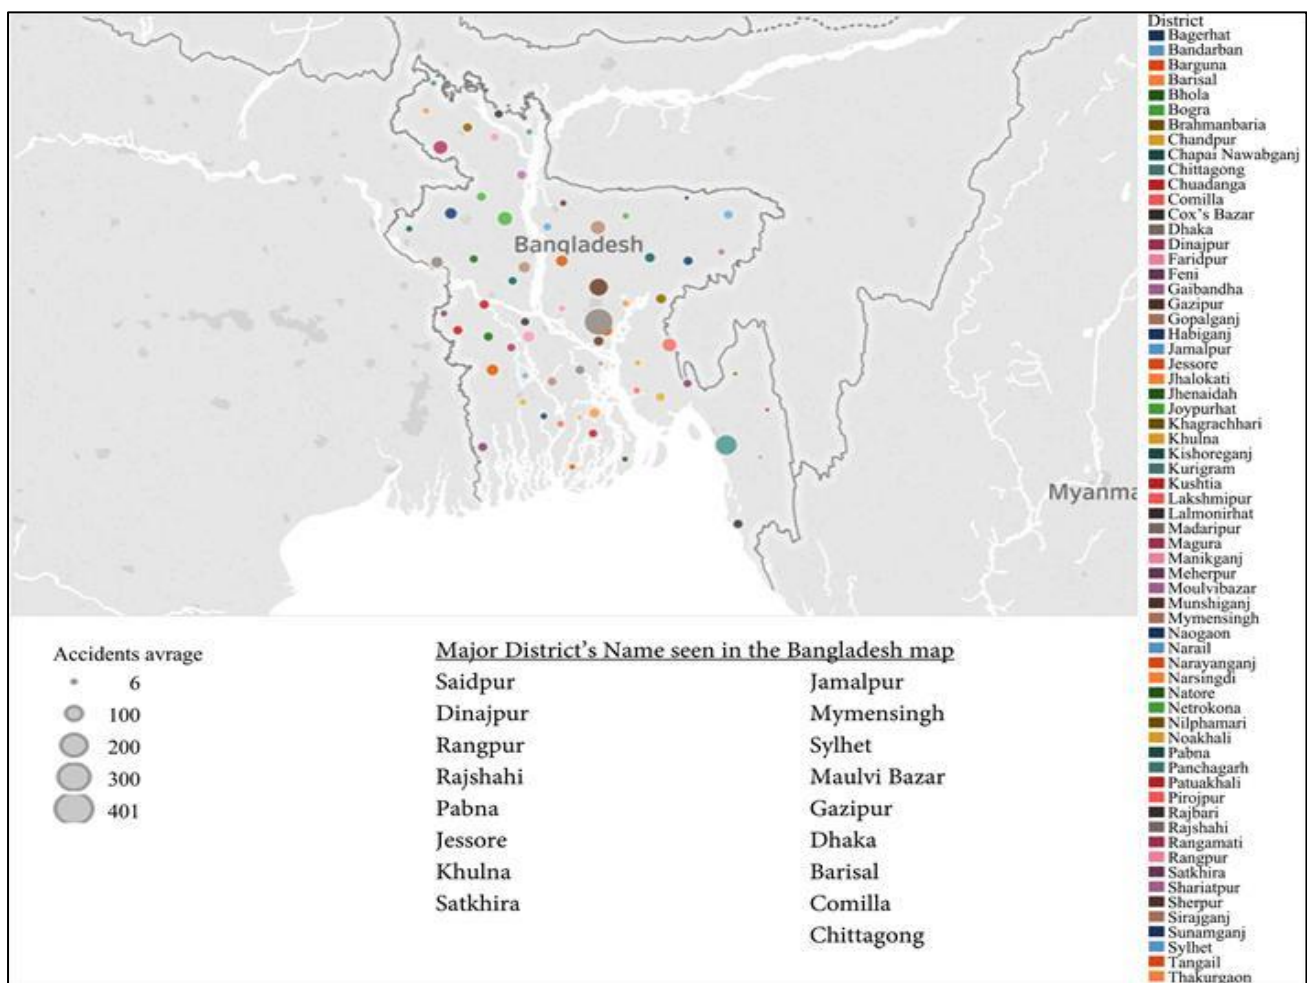 Bangladesh
Myanma
District
Bagerhat
Bandarban
Barguna
Barisal
Bhola
Bogra
Brahmanbaria
Chandpur
Chapai Nawabganj
Chittagong
Chuadanga
Comilla
Cox's Bazar
Dhaka
Dinajpur
Faridpur
Feni
Gaibandha
Gazipur
Gopalganj
Habiganj
Jamalpur
Jessore
Jhalokati
Jhenaidah
Joypurhat
Khagrachhari
Khulna
Kishoreganj
Kurigram
Kushtia
Lakshmipur
Lalmonirhat
Madaripur
Magura
Manikganj
Meherpur
Moulvibazar
Munshiganj
Mymensingh
Naogaon
Narail
Narayanganj
Narsingdi
Natore
Netrokona
Nilphamari
Noakhali
Pabna
Panchagarh
Patuakhali
Pirojpur
Rajbari
Rajshahi
Rangamati
Rangpur
Satkhira
Shariatpur
Sherpur
Sirajganj
Sunamganj
Sylhet
Tangail
Thakurgaon
Accidents avrage
6
100
200
300
401
Major District's Name seen in the Bangladesh map
Saidpur
Dinajpur
Rangpur
Rajshahi
Pabna
Jessore
Khulna
Satkhira
Jamalpur
Mymensingh
Sylhet
Maulvi Bazar
Gazipur
Dhaka
Barisal
Comilla
Chittagong